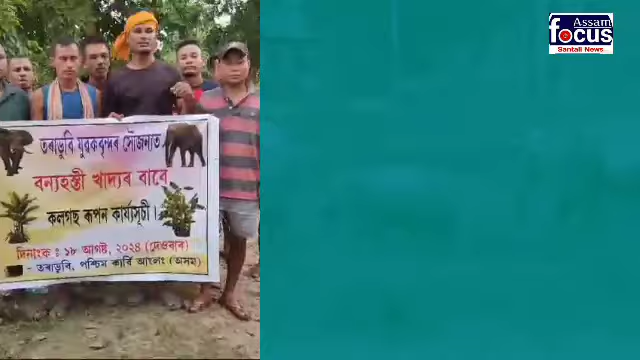 Assam
focus
Santali News
তৰাডুবি যুৱকবৃন্দৰ সৌজন্যত
বন্যহস্তী খাদ্যৰ বাবে
কলগছ ৰূপন কাৰ্য্যসূচী।
দিনাংক : ১৮ আগষ্ট, ২০২৪ (দেওবাৰ)
- তৰাডুবি, পশ্চিম কাৰ্বি আংলং (অসম)